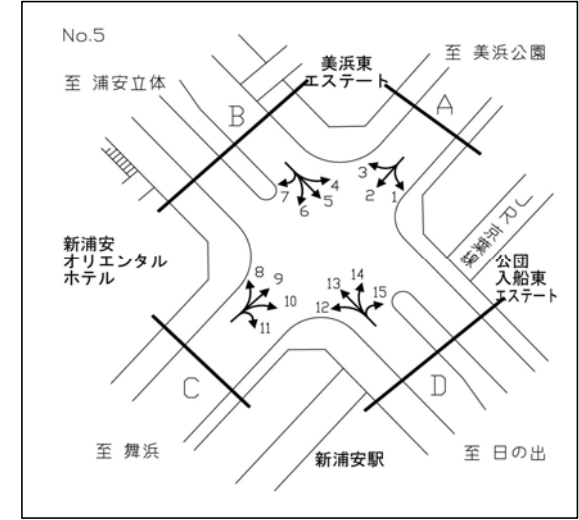 No.5
美浜東
エステート
至 美浜公園
至 浦安立体
A
B
3
2
1
4
5
6
7
JR京葉線
新浦安
オリエンタル
ホテル
公団
入船東
エステート
8
9
10
11
12
13
14
15
C
D
至 舞浜
新浦安駅
至 日の出